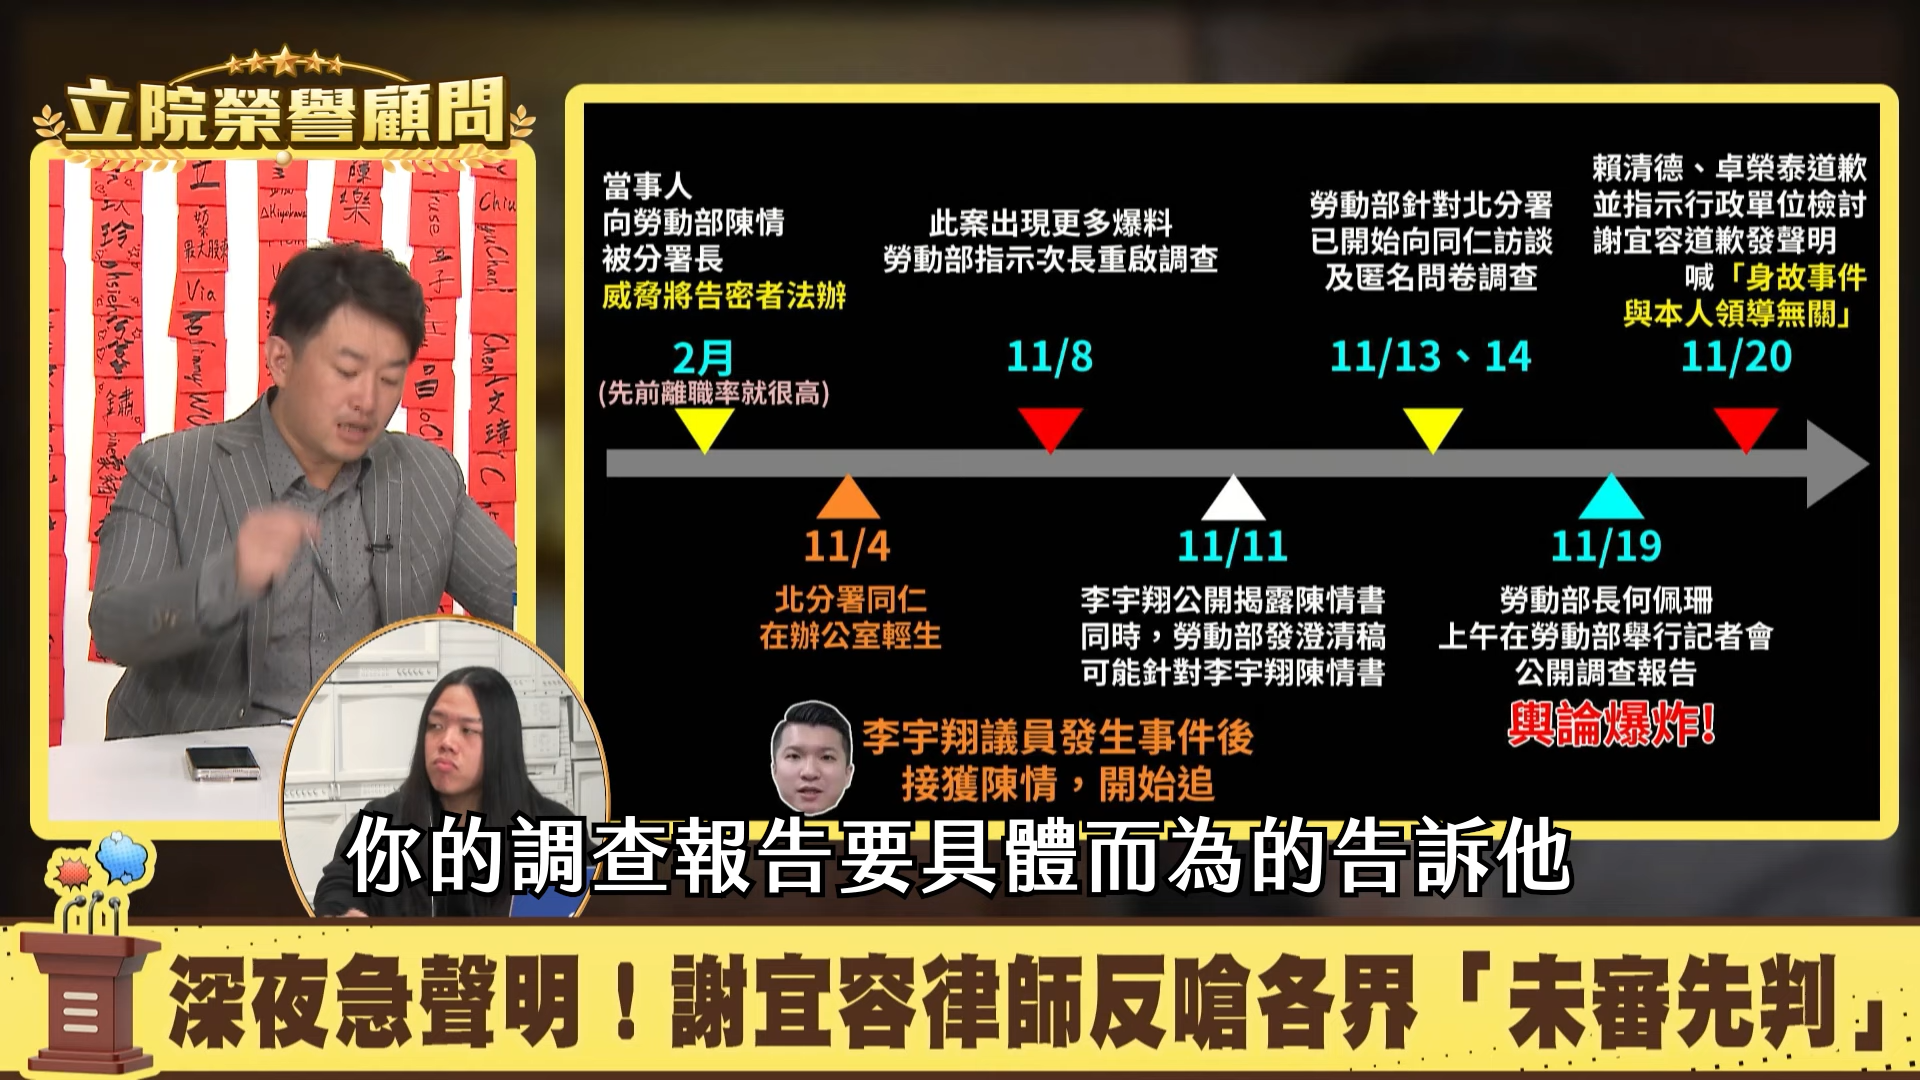 立院榮譽顧問
當事人
向勞動部陳情
被分署長
威脅將告密者法辦
2月
(先前離職率就很高)
此案出現更多爆料
勞動部指示次長重啟調查
11/8
勞動部針對北分署
已開始向同仁訪談
及匿名問卷調查
11/13、14
賴清德、卓榮泰道歉
並指示行政單位檢討
謝宜容道歉發聲明
喊「身故事件
與本人領導無關」
11/20
11/4
北分署同仁
在辦公室輕生
11/11
李宇翔公開揭露陳情書
同時，勞動部發澄清稿
可能針對李宇翔陳情書
11/19
勞動部長何佩珊
上午在勞動部舉行記者會
公開調查報告
輿論爆炸!
李宇翔議員發生事件後
接獲陳情，開始追
玲
立
最大股東
Via
陳
樂
Chiu
文
瑋
你的調查報告要具體而為的告訴他
深夜急聲明！謝宜容律師反嗆各界「未審先判」